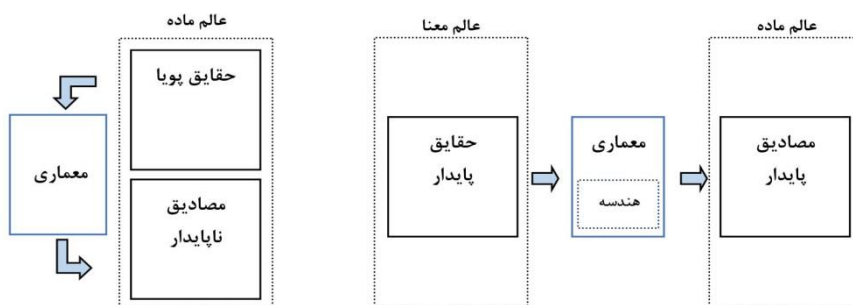 عالم ماده
عالم معنا
عالم ماده
مصادیق
پایدار
معماری
هندسه
حقایق
پایدار
حقایق پویا
معماری
مصادیق
ناپایدار